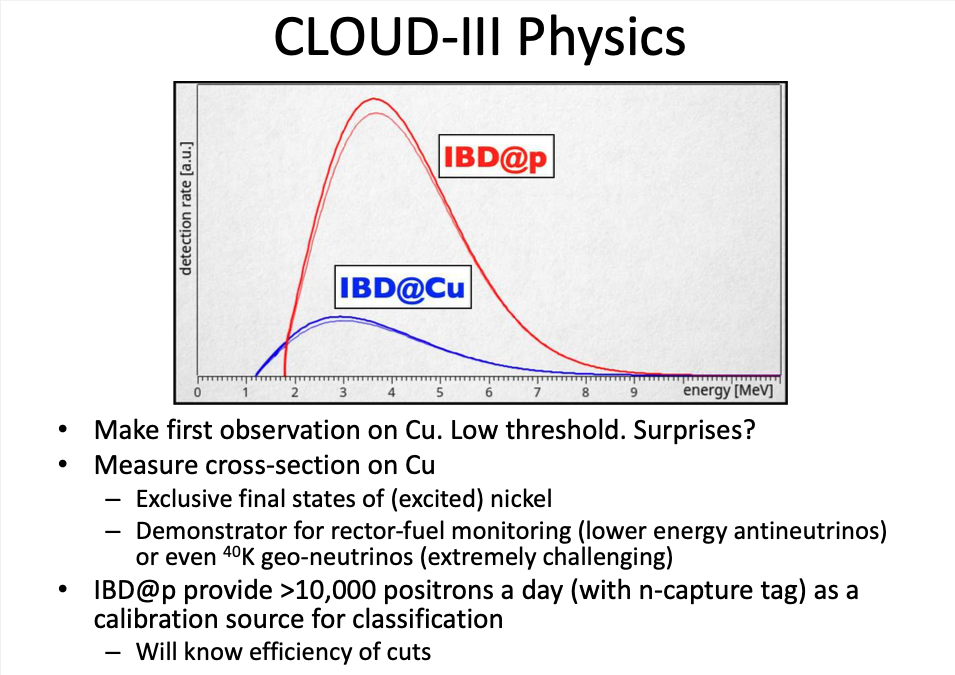 CLOUD-III Physics
detection rate [a.u.]
IBD@p
IBD@Cu
0 1 2 3 4 5 6 7 8 9 energy [MeV]
• Make first observation on Cu. Low threshold. Surprises?
• Measure cross-section on Cu
– Exclusive final states of (excited) nickel
– Demonstrator for rector-fuel monitoring (lower energy antineutrinos)
or even ⁴⁰K geo-neutrinos (extremely challenging)
• IBD@p provide >10,000 positrons a day (with n-capture tag) as a
calibration source for classification
– Will know efficiency of cuts